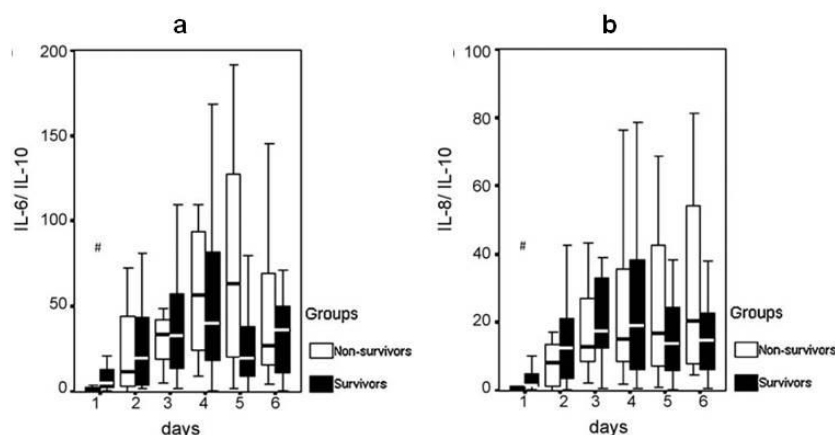 a
200
150
100
50
0
IL-6/ IL-10
#
1 2 3 4 5 6
days
Groups
Non-survivors
Survivors
b
100
80
60
40
20
0
IL-8/ IL-10
#
1 2 3 4 5 6
days
Groups
Non-survivors
Survivors